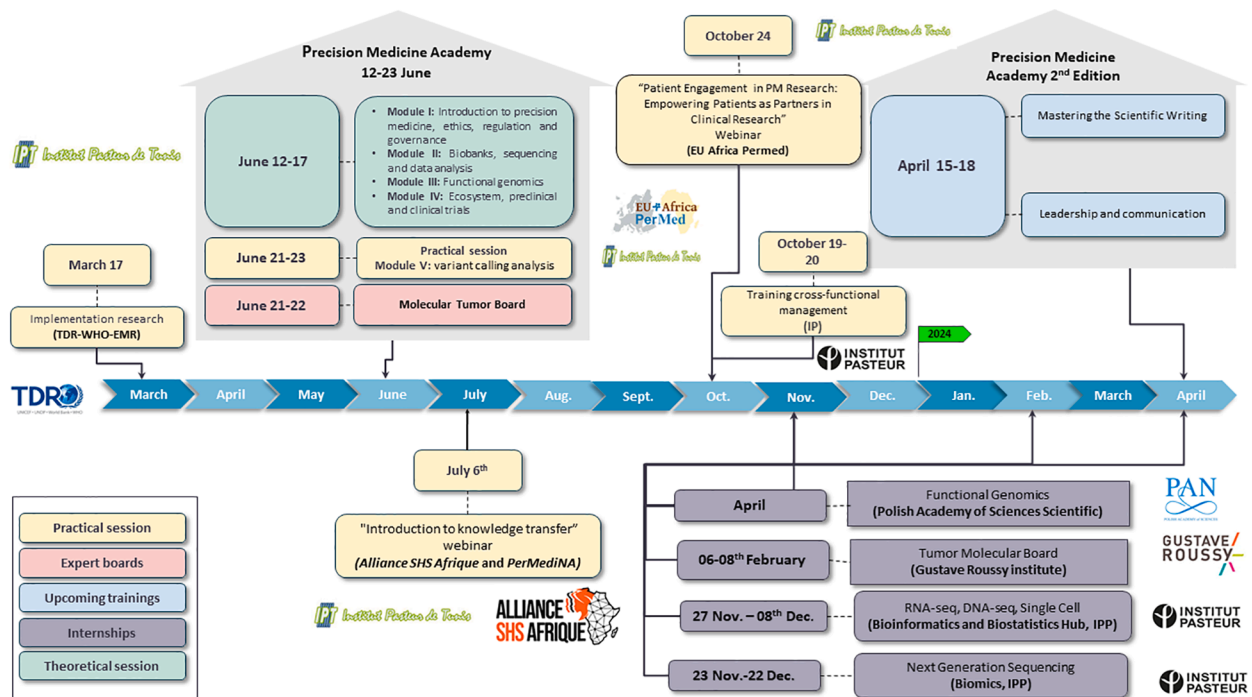 Precision Medicine Academy
12-23 June
June 12-17
• Module I: Introduction to precision
medicine, ethics, regulation and
governance
• Module II: Biobanks, sequencing
and data analysis
• Module III: Functional genomics
• Module IV: Ecosystem, preclinical
and clinical trials
June 21-23
Practical session
Module V: variant calling analysis
June 21-22
Molecular Tumor Board
IPT Institut Pasteur de Tunis
March 17
Implementation research
(TDR-WHO-EMR)
October 24
IPT Institut Pasteur de Tunis
"Patient Engagement in PM Research:
Empowering Patients as Partners in
Clinical Research"
Webinar
(EU Africa Permed)
EU+Africa
PerMed
IPT Institut Pasteur de Tunis
October 19-
20
Training cross-functional
management
(IP)
INSTITUT
PASTEUR
Precision Medicine
Academy 2nd Edition
April 15-18
Mastering the Scientific Writing
Leadership and communication
2024
TDR
UNICEF • UNDP • World Bank • WHO
March
April
May
June
July
Aug.
Sept.
Oct.
Nov.
Dec.
Jan.
Feb.
March
April
July 6th
"Introduction to knowledge transfer"
webinar
(Alliance SHS Afrique and PerMediNA)
IPT Institut Pasteur de Tunis
ALLIANCE
SHS AFRIQUE
Practical session
Expert boards
Upcoming trainings
Internships
Theoretical session
April
Functional Genomics
(Polish Academy of Sciences Scientific)
PAN
06-08th February
Tumor Molecular Board
(Gustave Roussy institute)
GUSTAVE
ROUSSY
27 Nov. – 08th Dec.
RNA-seq, DNA-seq, Single Cell
(Bioinformatics and Biostatistics Hub, IPP)
INSTITUT
PASTEUR
23 Nov.-22 Dec.
Next Generation Sequencing
(Biomics, IPP)
INSTITUT
PASTEUR